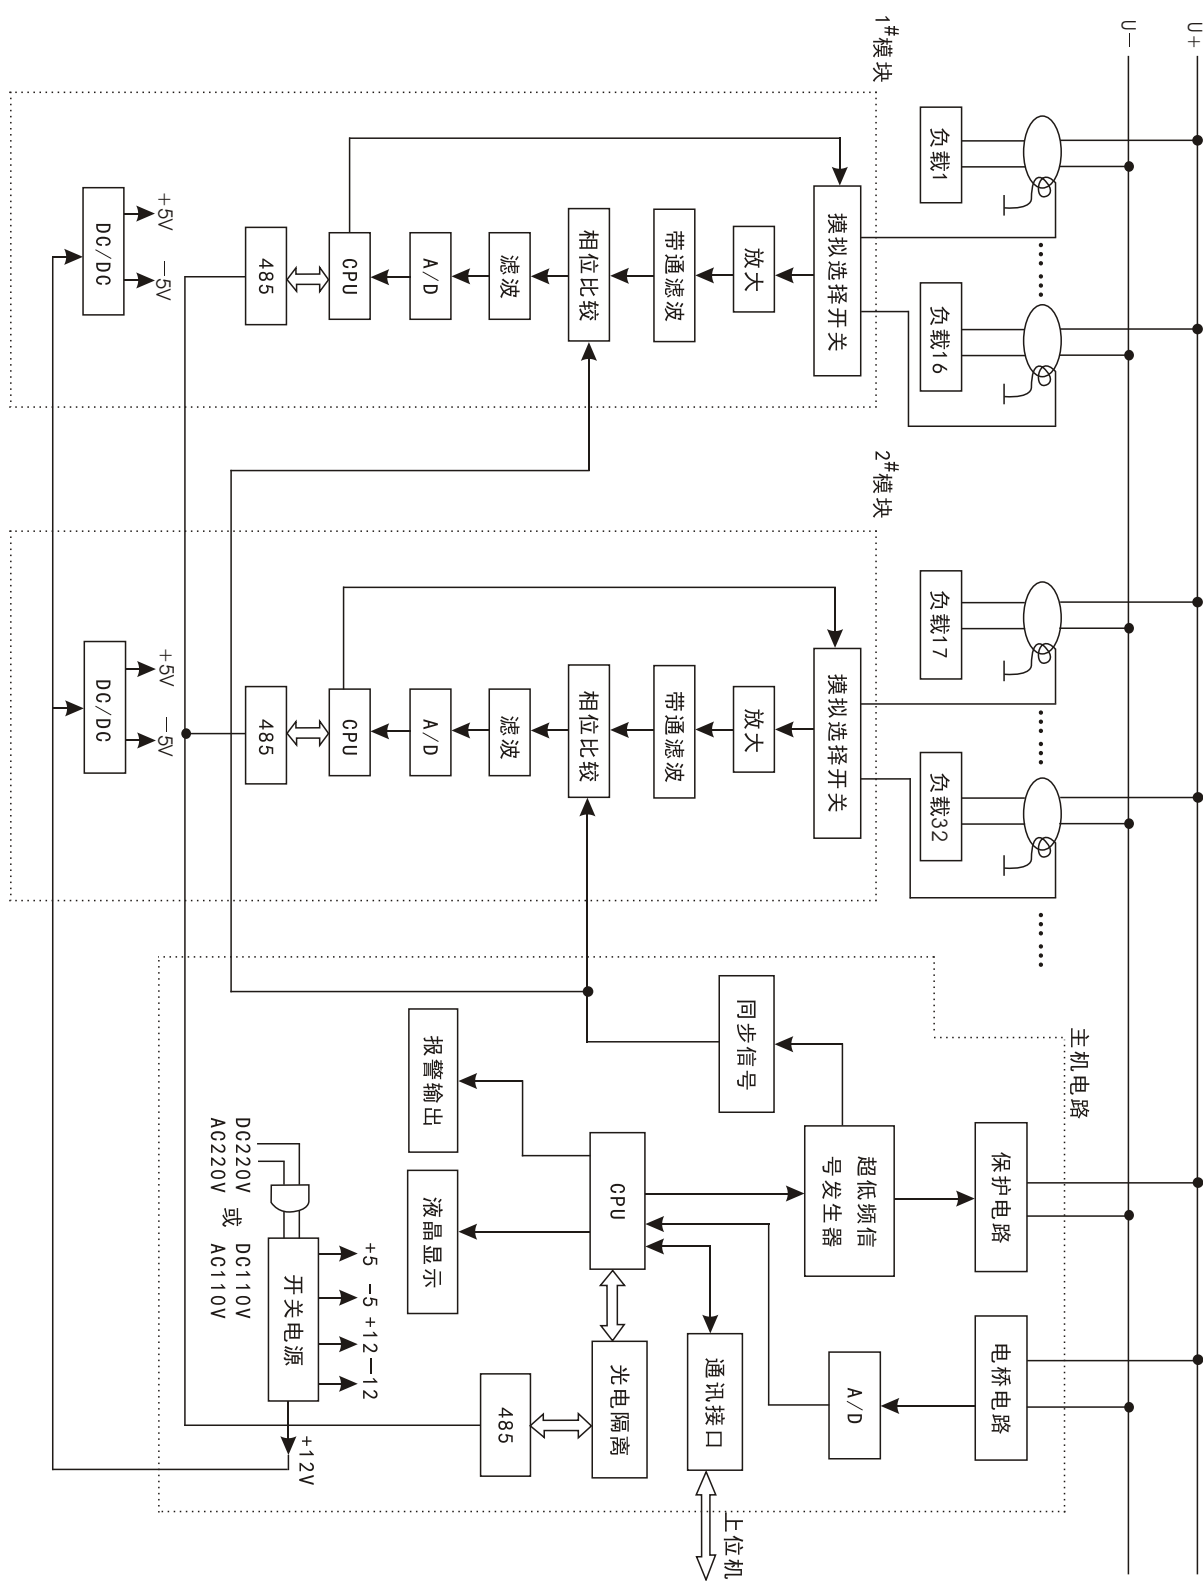 U+
U—
主机电路
保护电路
电桥电路
负载1
负载16
负载17
负载32
1#模块
2#模块
摸拟选择开关
摸拟选择开关
超低频信
号发生器
A/D
放大
放大
同步信号
通讯接口
上位机
带通滤波
带通滤波
相位比较
相位比较
CPU
光电隔离
滤波
滤波
485
A/D
A/D
报警输出
液晶显示
CPU
CPU
+5 -5 +12 —12
485
485
开关电源
+12V
DC220V 或 DC110V
AC220V AC110V
+5V —5V
+5V —5V
DC/DC
DC/DC